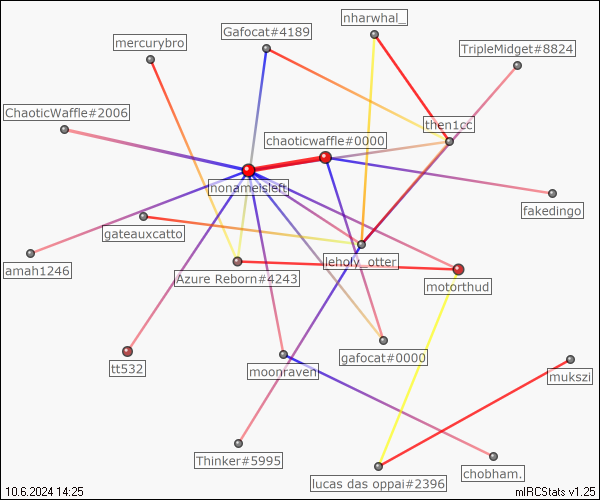 nharwhal_
Gafocat#4189
mercurybro
TripleMidget#8824
ChaoticWaffle#2006
then1cc
chaoticwaffle#0000
nonameisleft
fakedingo
gateauxcatto
leholy_otter
amah1246
Azure Reborn#4243
motorthud
gafocat#0000
tt532
moonraven
mukszi
Thinker#5995
chobham.
lucas das oppai#2396
10.6.2024 14:25
mIRCStats v1.25